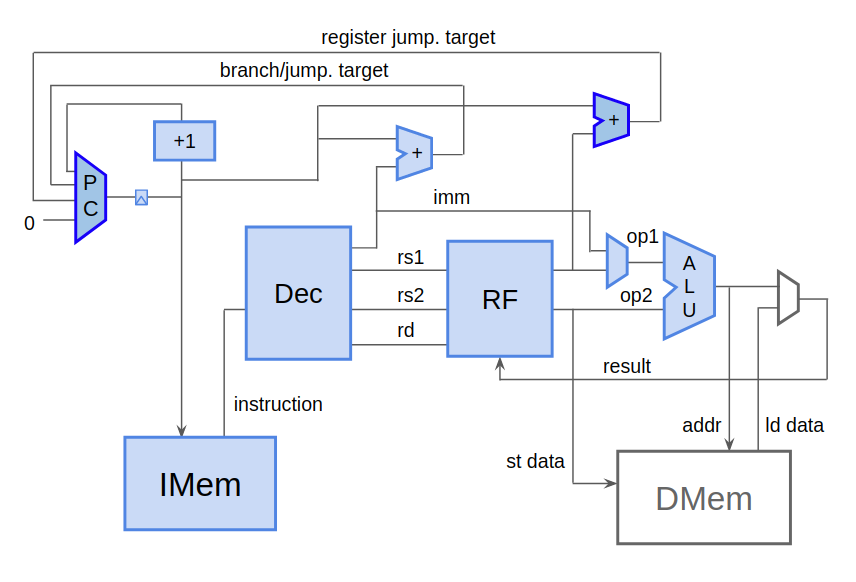 register jump. target
branch/jump. target
+1
+
+
P
C
0
imm
op1
rs1
A
L
U
Dec
rs2
RF
op2
rd
result
instruction
addr
ld data
st data
IMem
DMem